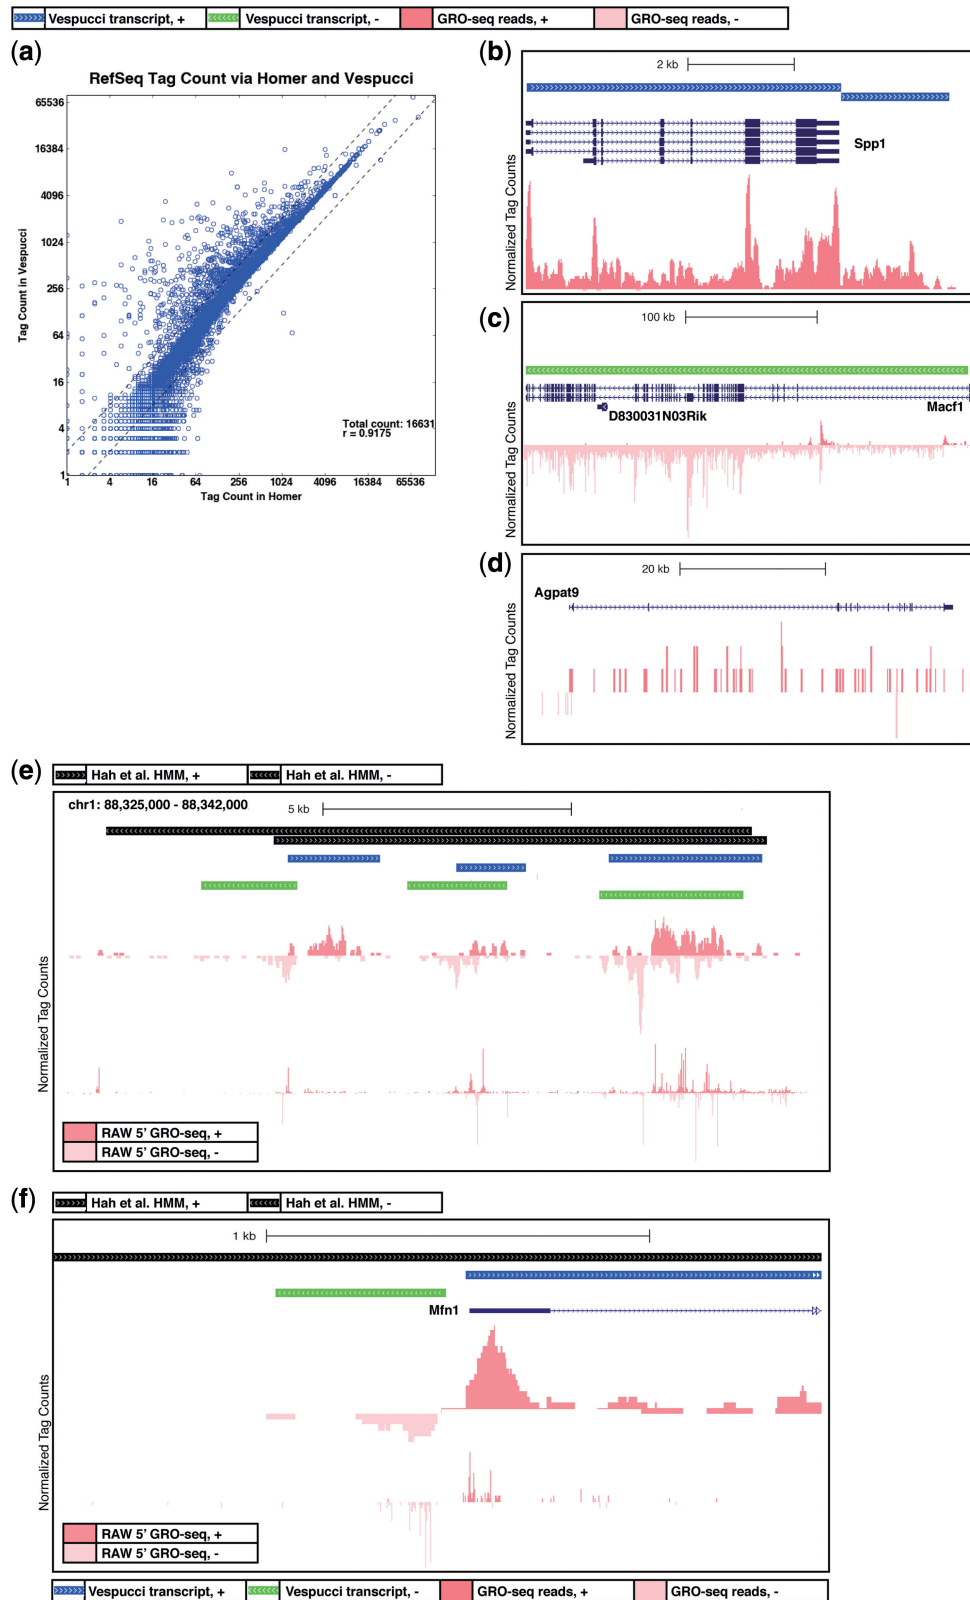 Vespucci transcript, + Vespucci transcript, - GRO-seq reads, + GRO-seq reads, -
(a)
RefSeq Tag Count via Homer and Vespucci
65536
16384
4096
1024
256
64
16
4
1
Tag Count in Vespucci
Total count: 16631
r = 0.9175
1 4 16 64 256 1024 4096 16384 65536
Tag Count in Homer
(b)
2 kb
Spp1
Normalized Tag Counts
(c)
100 kb
D830031N03Rik
Macf1
Normalized Tag Counts
(d)
20 kb
Agpat9
Normalized Tag Counts
(e)
Hah et al. HMM, + Hah et al. HMM, -
chr1: 88,325,000 - 88,342,000
5 kb
Normalized Tag Counts
RAW 5' GRO-seq, +
RAW 5' GRO-seq, -
(f)
Hah et al. HMM, + Hah et al. HMM, -
1 kb
Mfn1
Normalized Tag Counts
RAW 5' GRO-seq, +
RAW 5' GRO-seq, -
Vespucci transcript, + Vespucci transcript, - GRO-seq reads, + GRO-seq reads, -